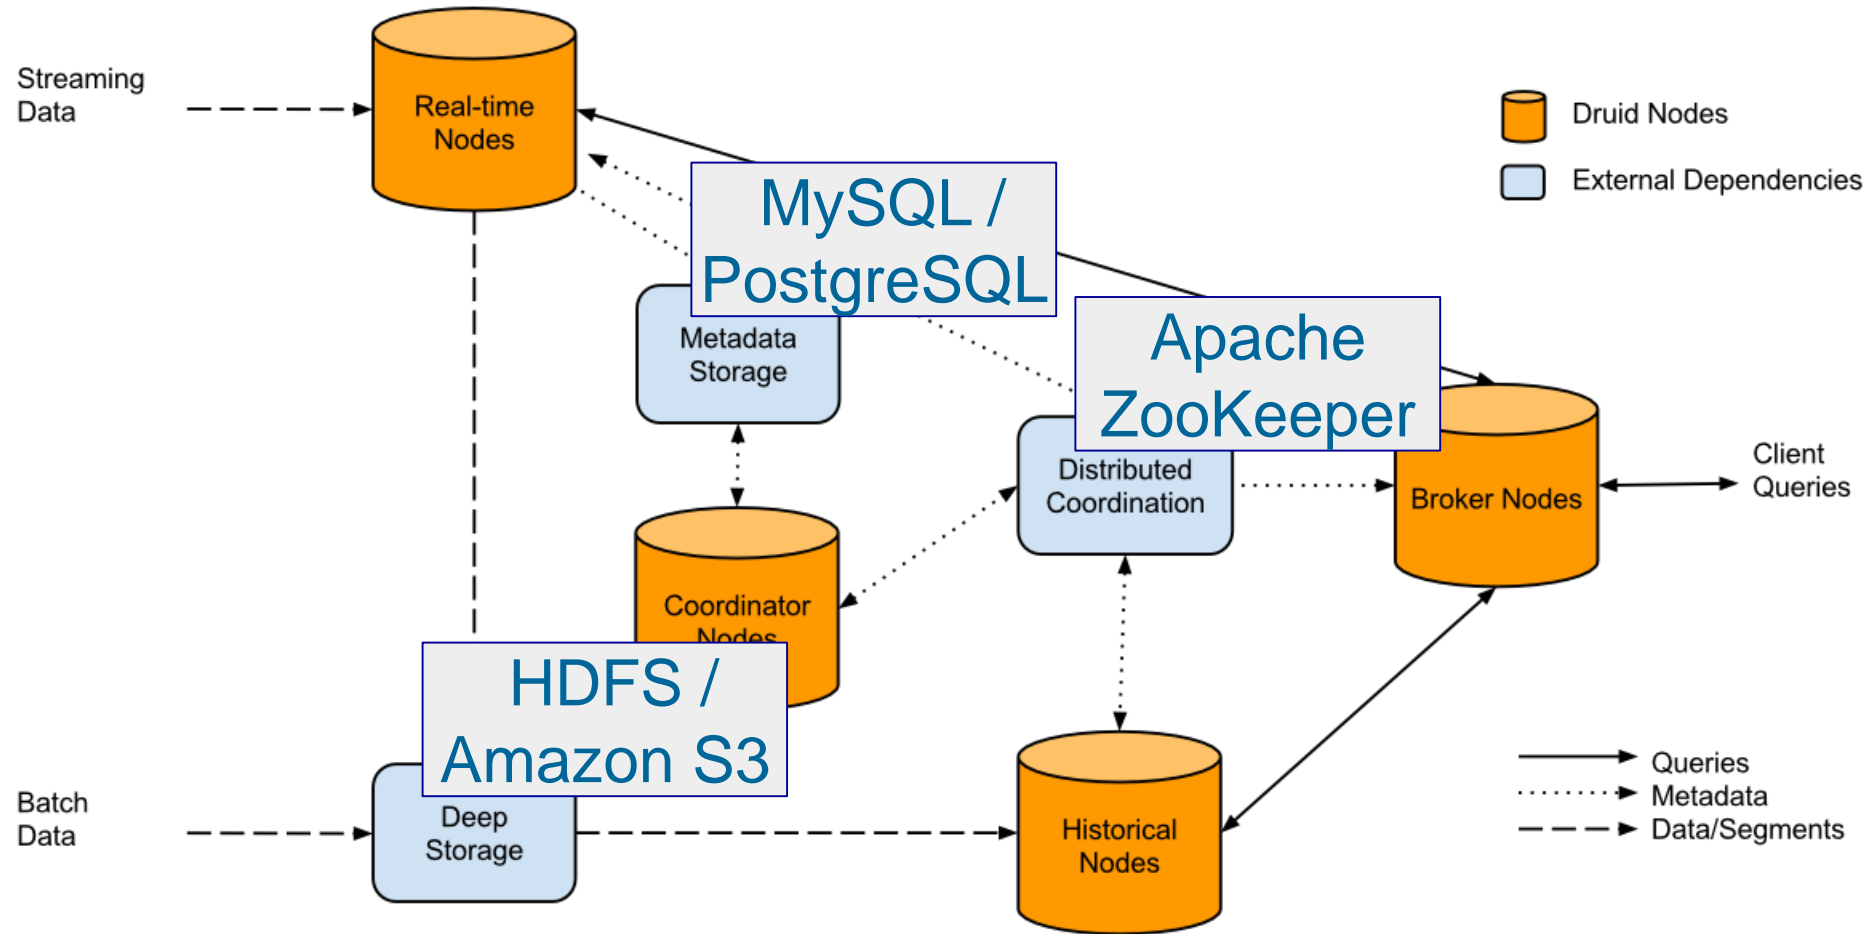 Streaming
Data
Real-time
Nodes
Druid Nodes
External Dependencies
MySQL /
PostgreSQL
Metadata
Storage
Apache
ZooKeeper
Distributed
Coordination
Broker Nodes
Client
Queries
Coordinator
Nodes
HDFS /
Amazon S3
Batch
Data
Deep
Storage
Historical
Nodes
Queries
Metadata
Data/Segments